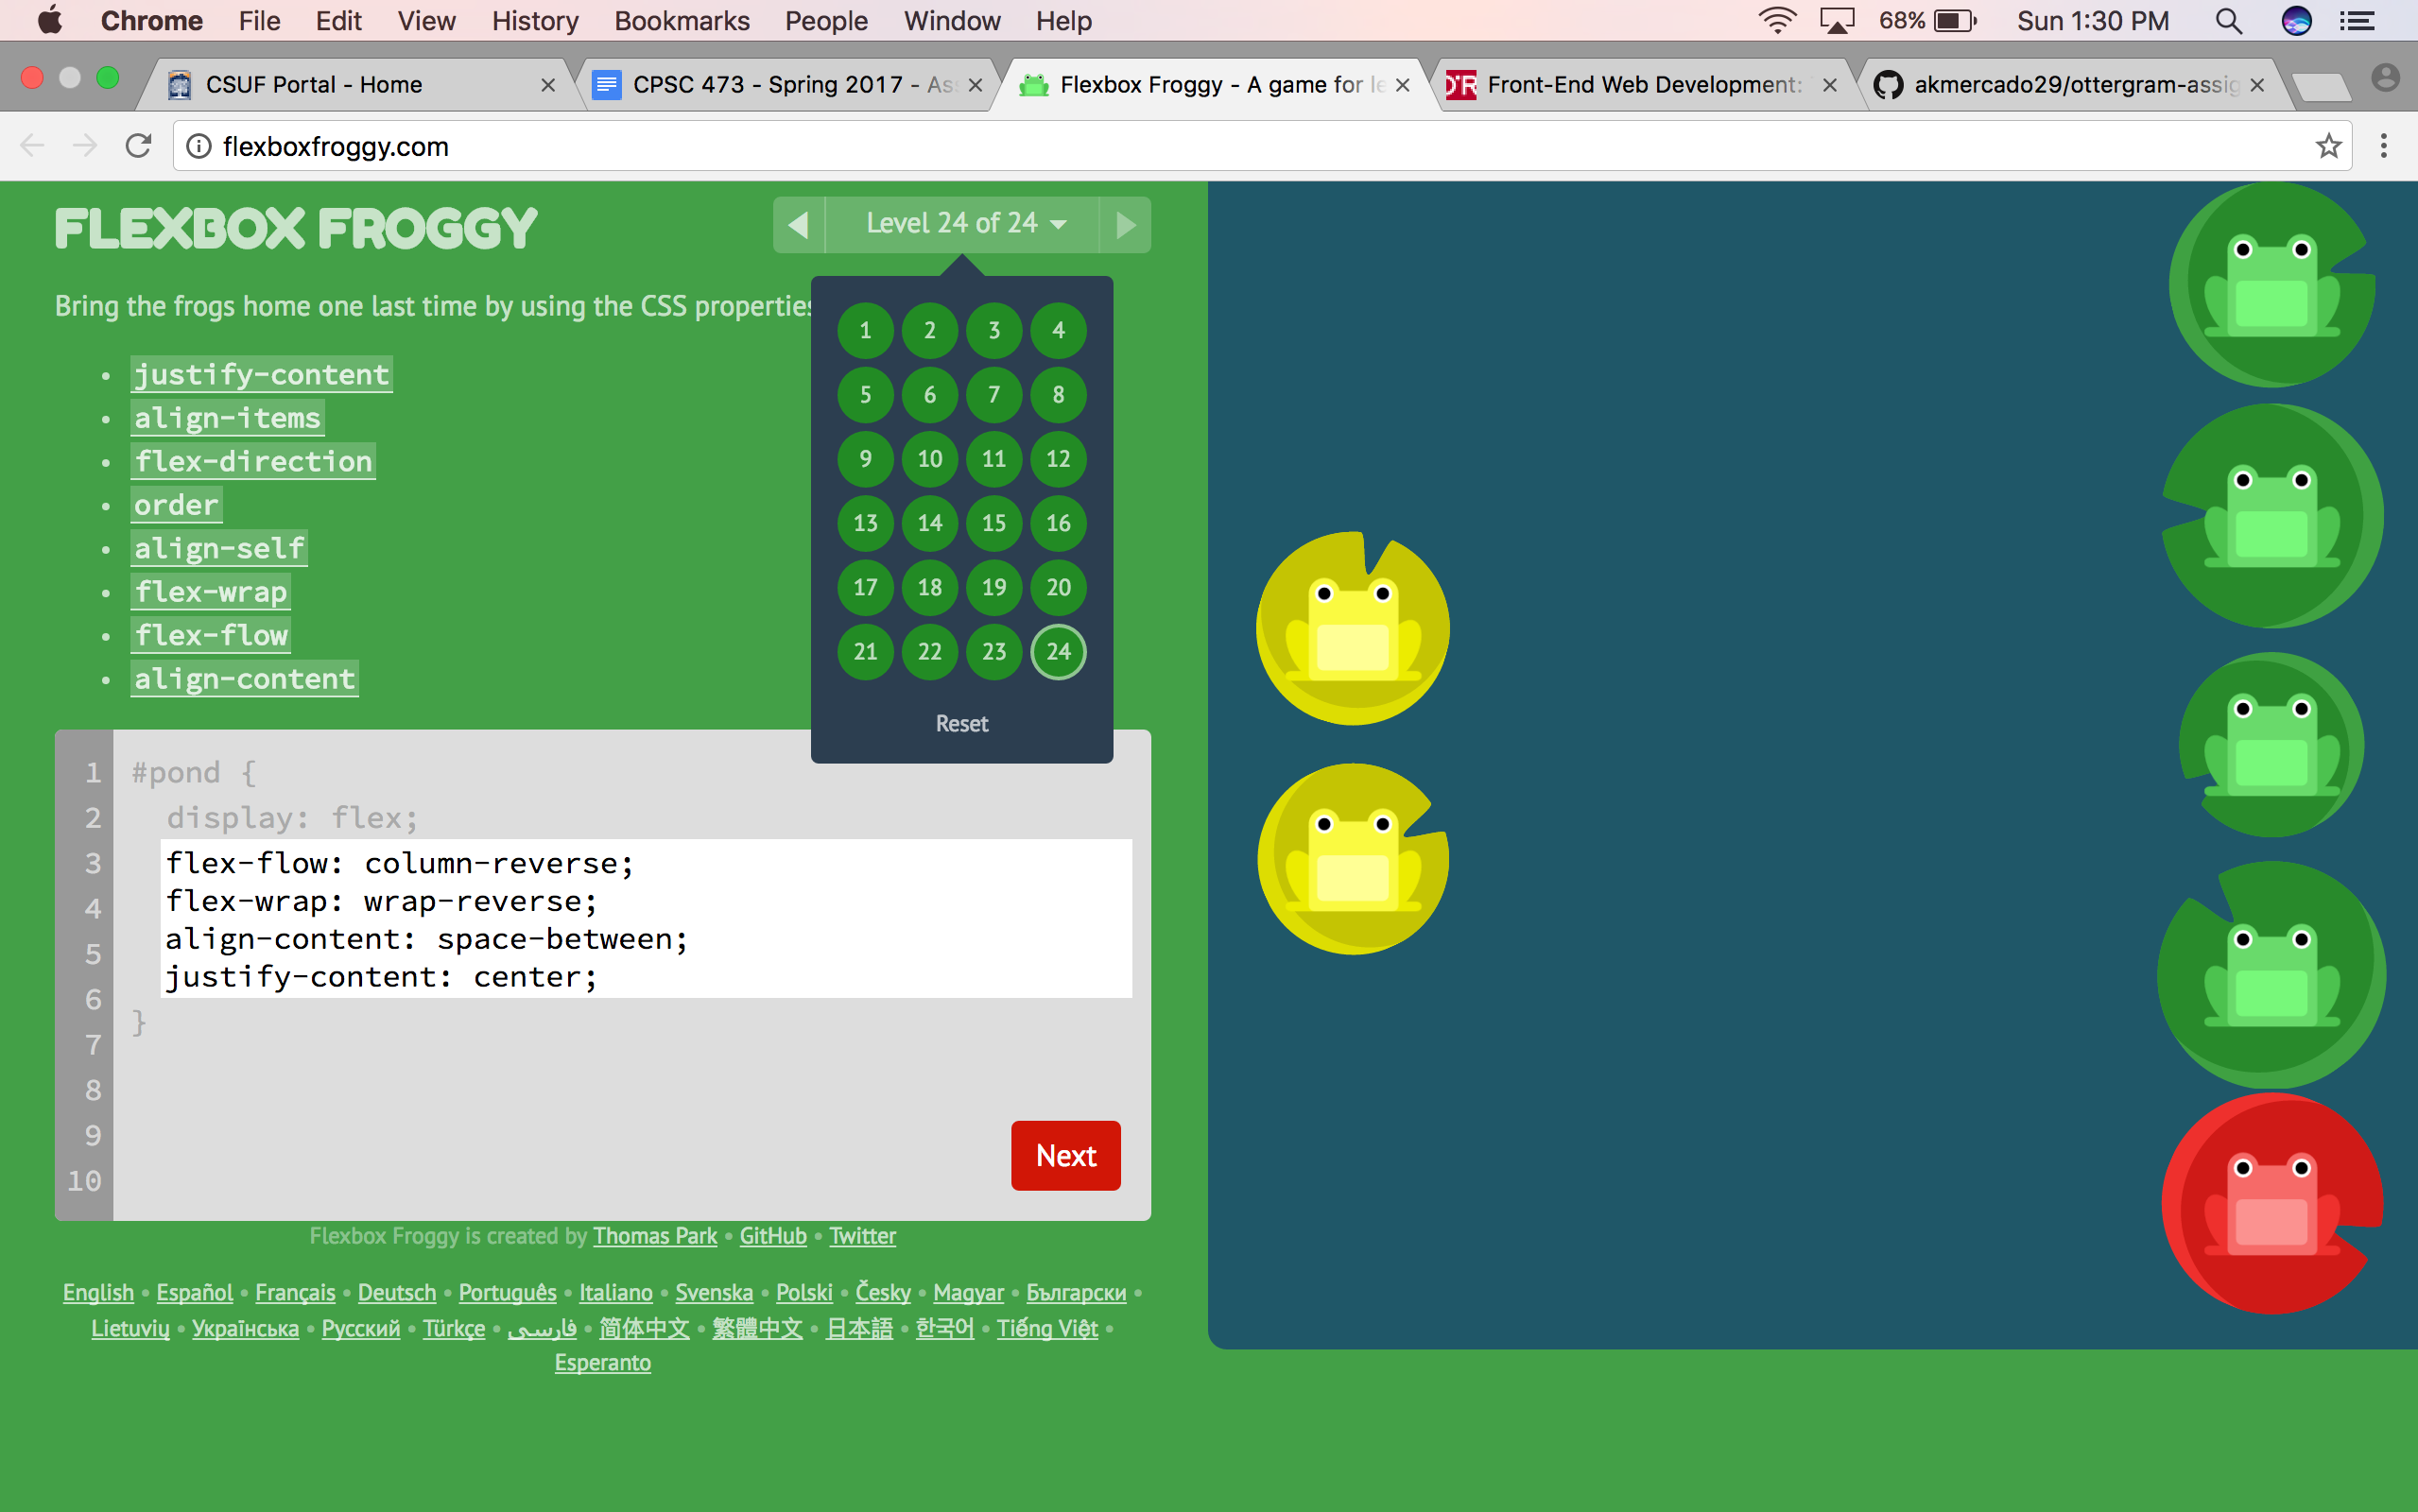 Chrome File Edit View History Bookmarks People Window Help 68% Sun 1:30 PM
CSUF Portal - Home CPSC 473 - Spring 2017 - Ass Flexbox Froggy - A game for le Front-End Web Development: akmercado29/ottergram-assig
flexboxfroggy.com
FLEXBOX FROGGY
Level 24 of 24
Bring the frogs home one last time by using the CSS properties
justify-content
align-items
flex-direction
order
align-self
flex-wrap
flex-flow
align-content
1 2 3 4
5 6 7 8
9 10 11 12
13 14 15 16
17 18 19 20
21 22 23 24
Reset
1 #pond {
2 display: flex;
3 flex-flow: column-reverse;
4 flex-wrap: wrap-reverse;
5 align-content: space-between;
6 justify-content: center;
7 }
8
9
10
Next
Flexbox Froggy is created by Thomas Park • GitHub • Twitter
English • Español • Français • Deutsch • Português • Italiano • Svenska • Polski • Česky • Magyar • Български •
Lietuvių • Українська • Русский • Türkçe • فارسی • 简体中文 • 繁體中文 • 日本語 • 한국어 • Tiếng Việt •
Esperanto